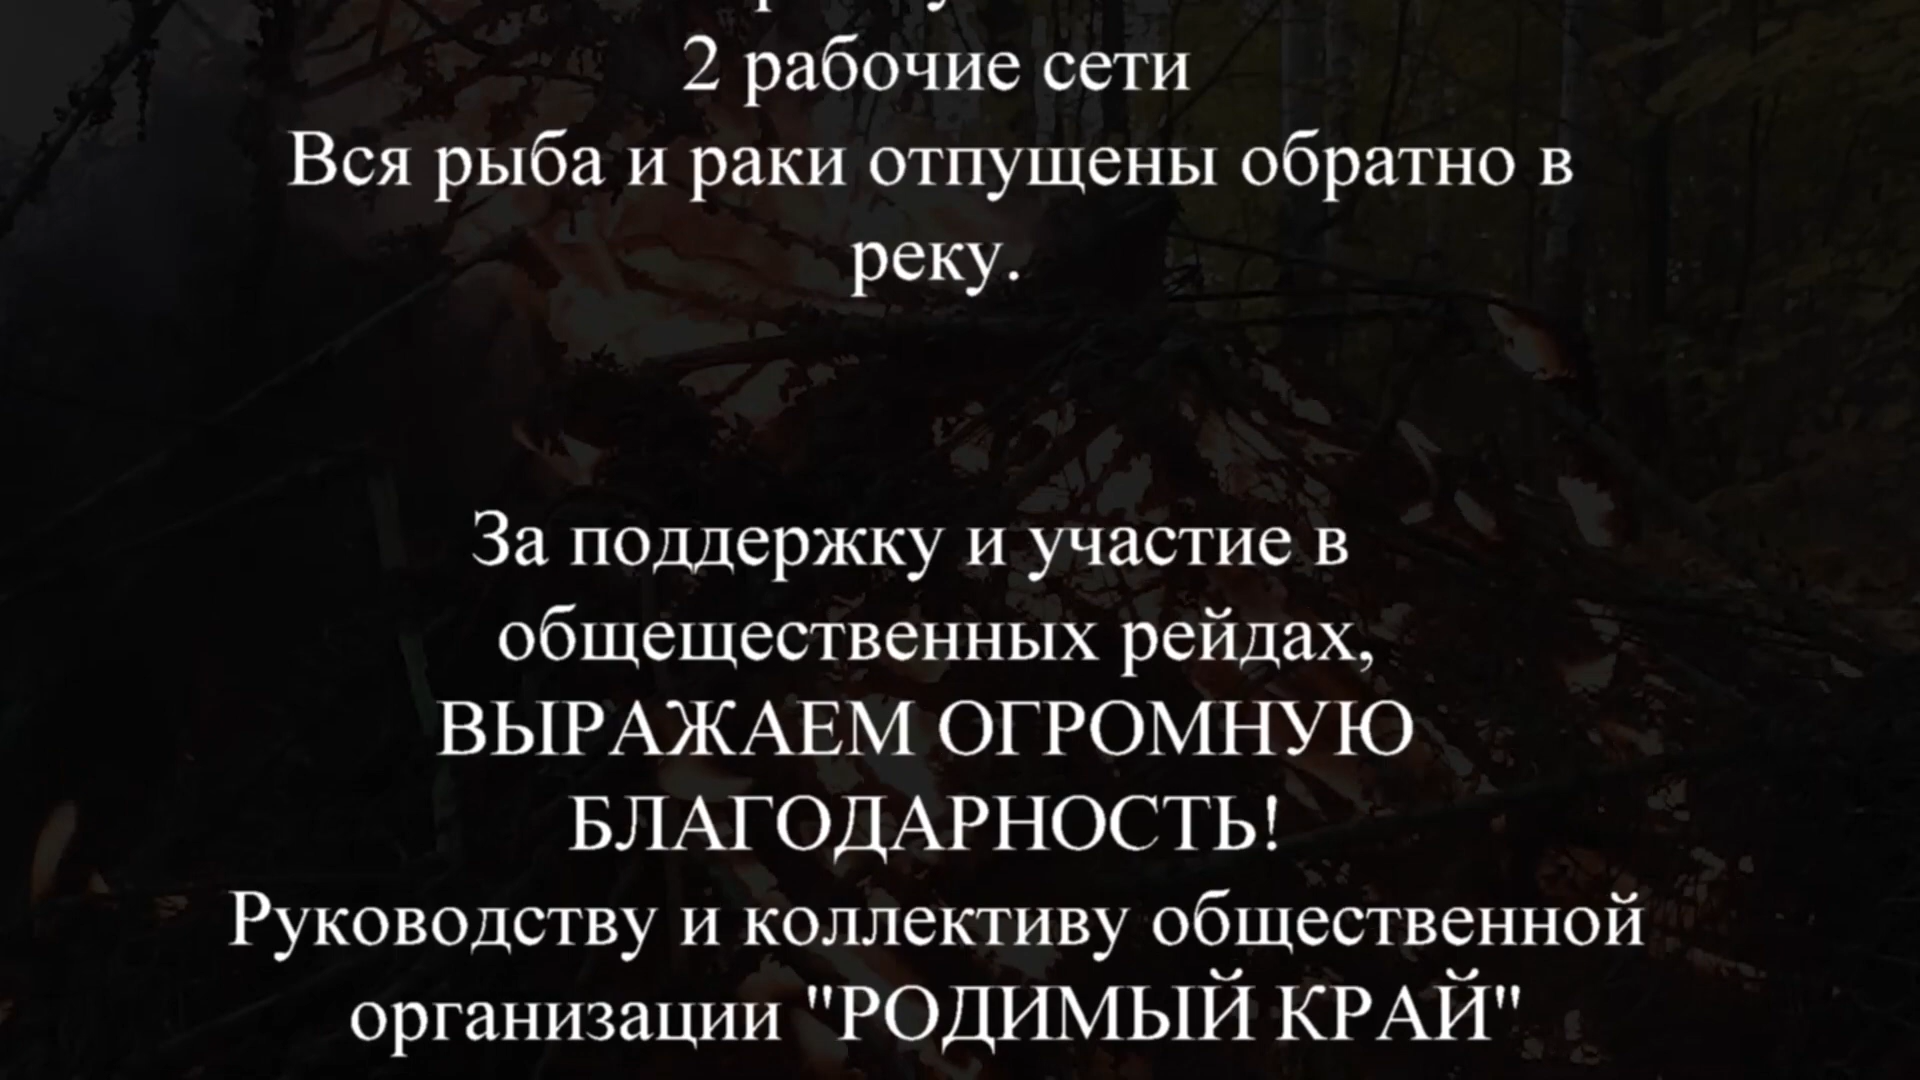 2 рабочие сети
Вся рыба и раки отпущены обратно в
реку.
За поддержку и участие в
общещественных рейдах,
ВЫРАЖАЕМ ОГРОМНУЮ
БЛАГОДАРНОСТЬ!
Руководству и коллективу общественной
организации "РОДИМЫЙ КРАЙ"